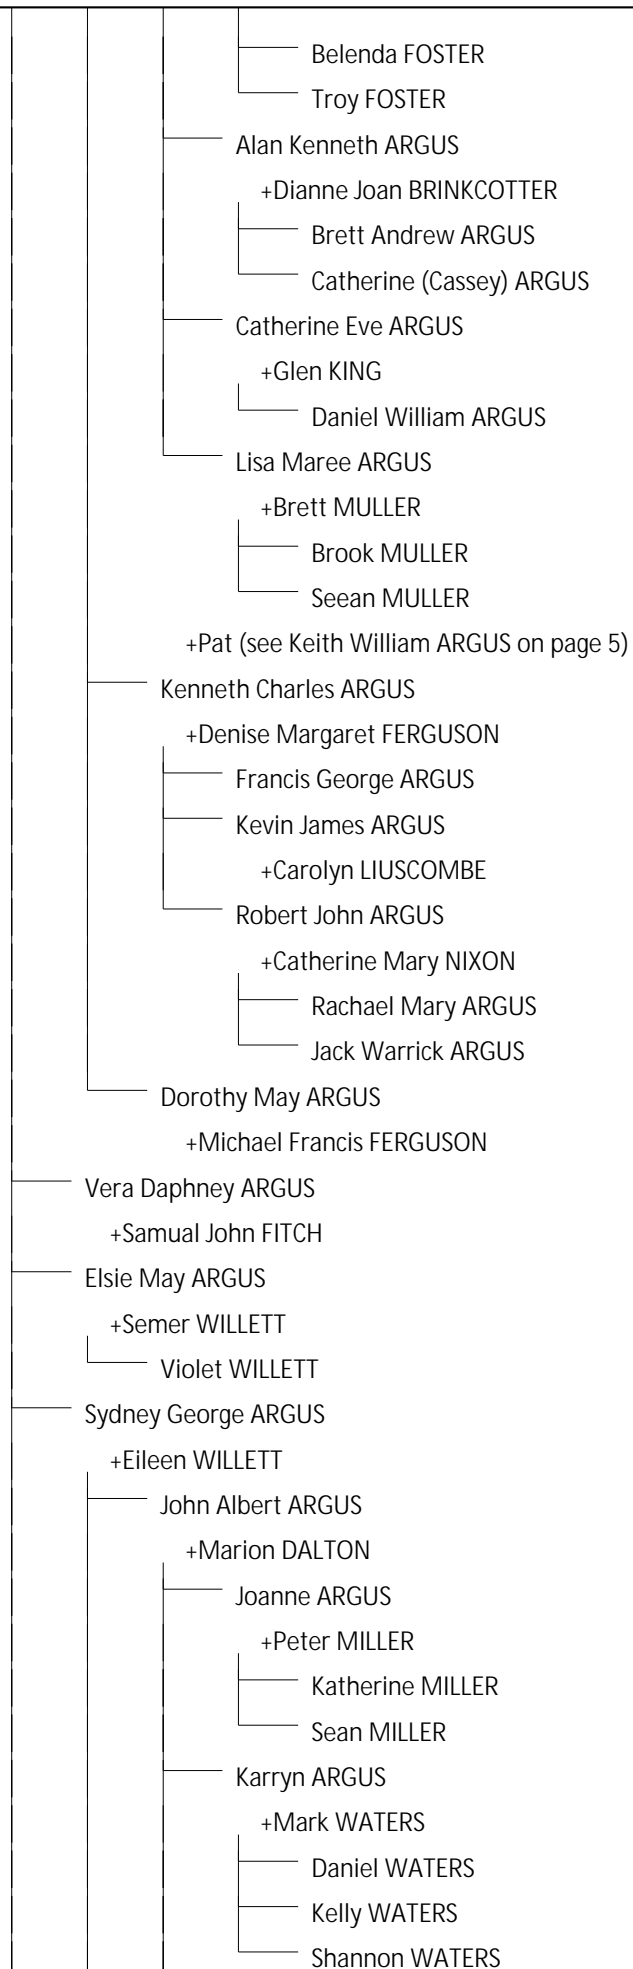 Belenda FOSTER
Troy FOSTER
Alan Kenneth ARGUS
+Dianne Joan BRINKCOTTER
Brett Andrew ARGUS
Catherine (Cassey) ARGUS
Catherine Eve ARGUS
+Glen KING
Daniel William ARGUS
Lisa Maree ARGUS
+Brett MULLER
Brook MULLER
Seean MULLER
+Pat (see Keith William ARGUS on page 5)
Kenneth Charles ARGUS
+Denise Margaret FERGUSON
Francis George ARGUS
Kevin James ARGUS
+Carolyn LIUSCOMBE
Robert John ARGUS
+Catherine Mary NIXON
Rachael Mary ARGUS
Jack Warrick ARGUS
Dorothy May ARGUS
+Michael Francis FERGUSON
Vera Daphney ARGUS
+Samual John FITCH
Elsie May ARGUS
+Semer WILLETT
Violet WILLETT
Sydney George ARGUS
+Eileen WILLETT
John Albert ARGUS
+Marion DALTON
Joanne ARGUS
+Peter MILLER
Katherine MILLER
Sean MILLER
Karryn ARGUS
+Mark WATERS
Daniel WATERS
Kelly WATERS
Shannon WATERS